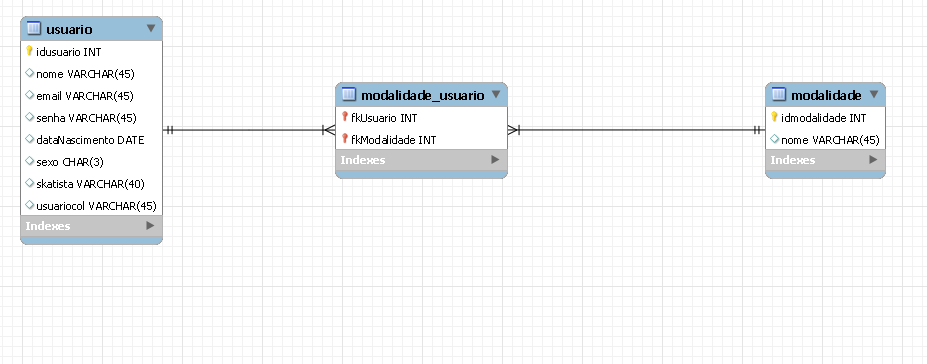 usuario
idusuario INT
nome VARCHAR(45)
email VARCHAR(45)
senha VARCHAR(45)
dataNascimento DATE
sexo CHAR(3)
skatista VARCHAR(40)
usuariocol VARCHAR(45)
Indexes
modalidade_usuario
fkUsuario INT
fkModalidade INT
Indexes
modalidade
idmodalidade INT
nome VARCHAR(45)
Indexes